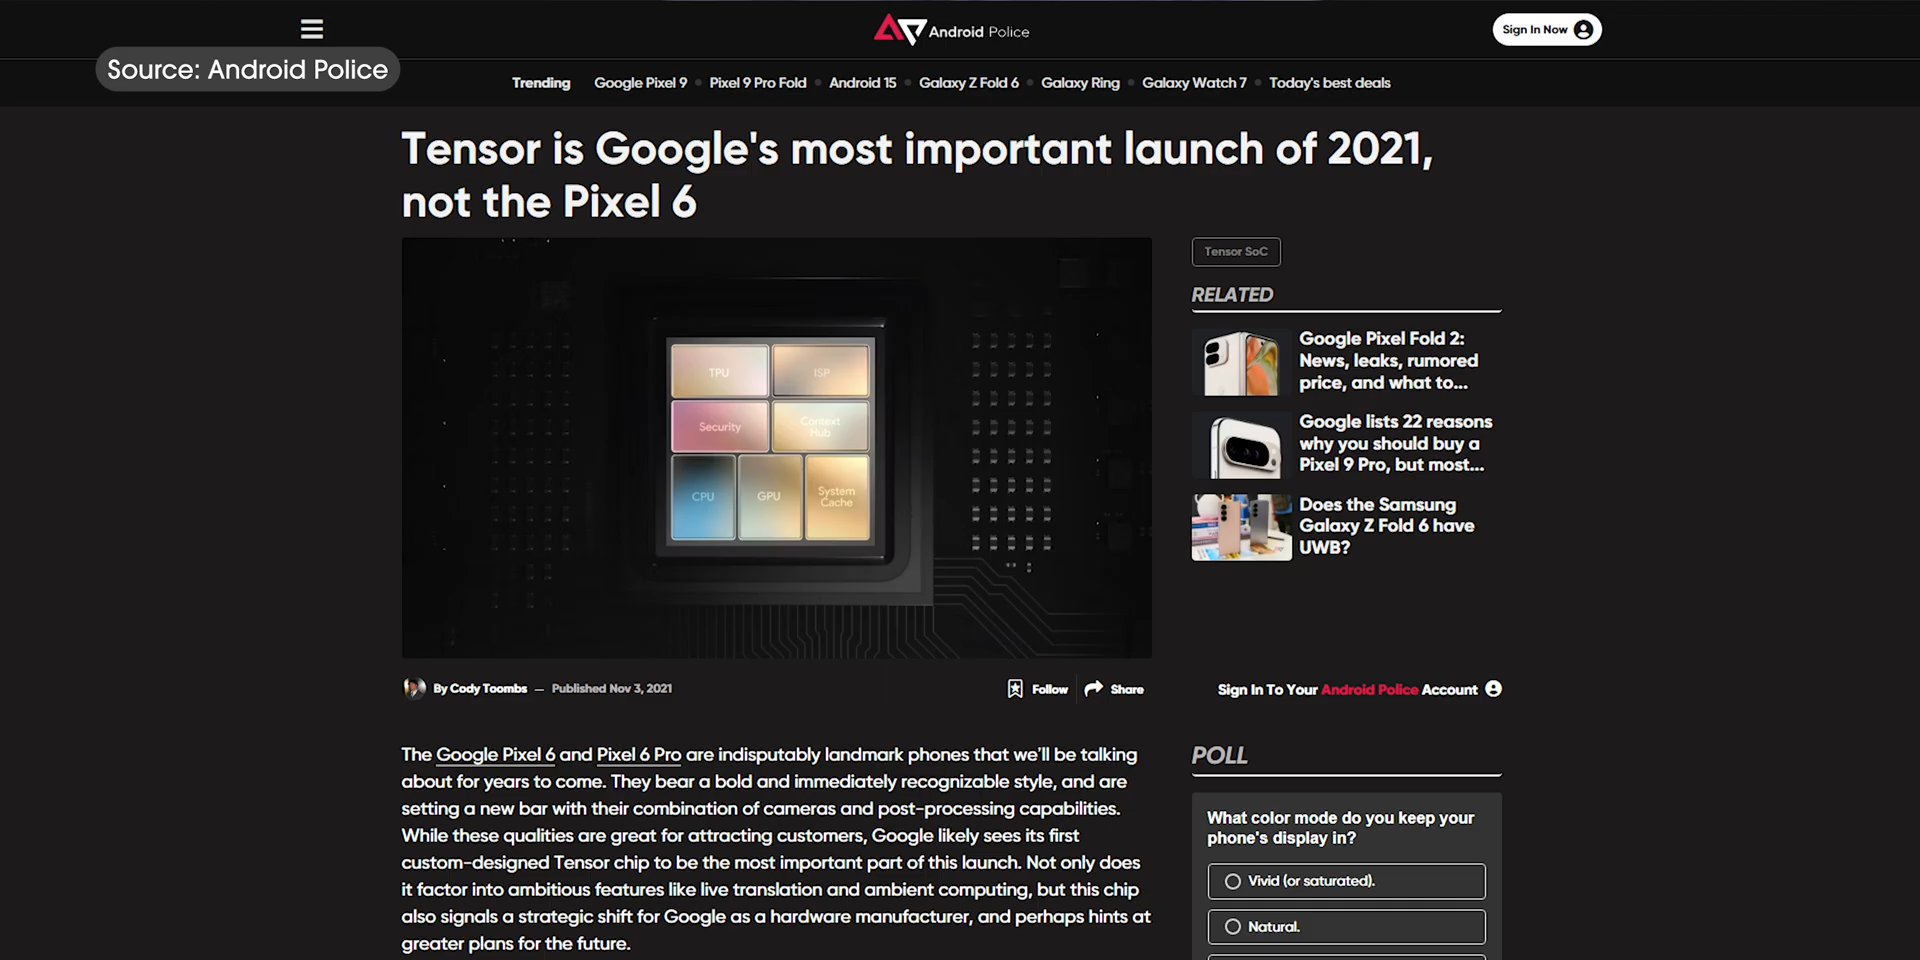 Android Police
Sign In Now
Source: Android Police
Trending
Google Pixel 9
Pixel 9 Pro Fold
Android 15
Galaxy Z Fold 6
Galaxy Ring
Galaxy Watch 7
Today's best deals
Tensor is Google's most important launch of 2021,
not the Pixel 6
TPU
ISP
Security
Context
Hub
CPU
GPU
System
Cache
Tensor SoC
RELATED
Google Pixel Fold 2:
News, leaks, rumored
price, and what to...
Google lists 22 reasons
why you should buy a
Pixel 9 Pro, but most...
Does the Samsung
Galaxy Z Fold 6 have
UWB?
By Cody Toombs — Published Nov 3, 2021
Follow
Share
Sign In To Your Android Police Account
The Google Pixel 6 and Pixel 6 Pro are indisputably landmark phones that we'll be talking
about for years to come. They bear a bold and immediately recognizable style, and are
setting a new bar with their combination of cameras and post-processing capabilities.
While these qualities are great for attracting customers, Google likely sees its first
custom-designed Tensor chip to be the most important part of this launch. Not only does
it factor into ambitious features like live translation and ambient computing, but this chip
also signals a strategic shift for Google as a hardware manufacturer, and perhaps hints at
greater plans for the future.
POLL
What color mode do you keep your
phone's display in?
Vivid (or saturated).
Natural.